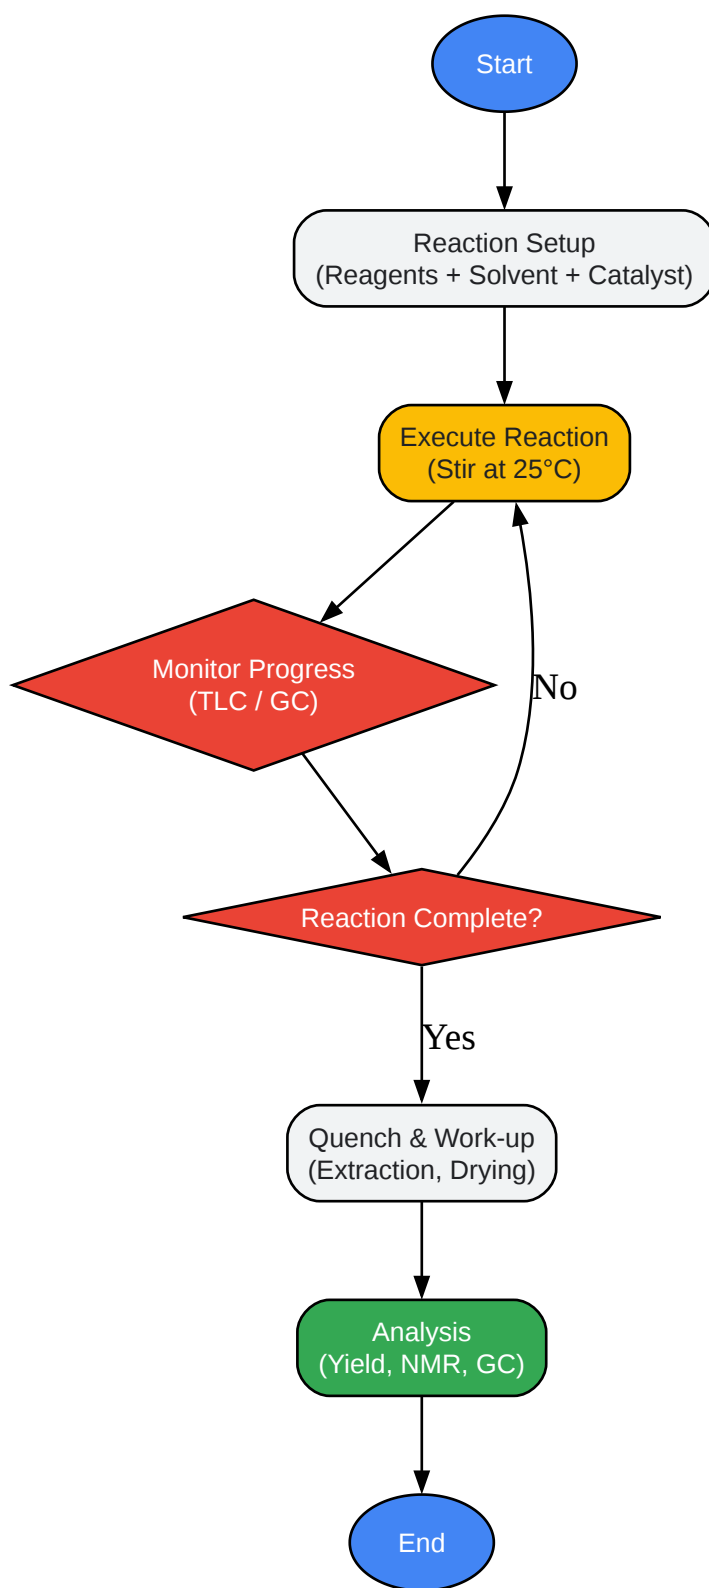 Start
Reaction Setup
(Reagents + Solvent + Catalyst)
Execute Reaction
(Stir at 25°C)
Monitor Progress
(TLC / GC)
No
Reaction Complete?
Yes
Quench & Work-up
(Extraction, Drying)
Analysis
(Yield, NMR, GC)
End